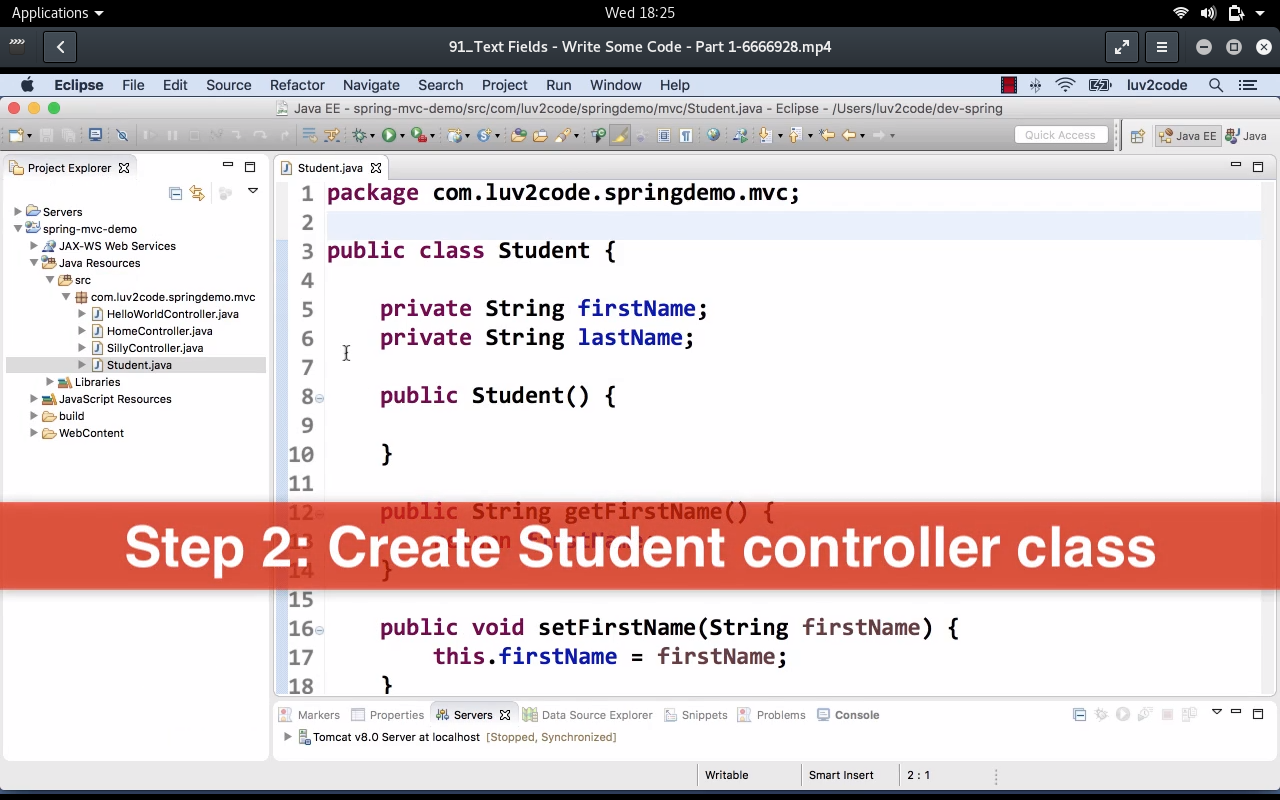 Applications
Wed 18:25
91_Text Fields - Write Some Code - Part 1-6666928.mp4
Eclipse File Edit Source Refactor Navigate Search Project Run Window Help
luv2code
Java EE - spring-mvc-demo/src/com/luv2code/springdemo/mvc/Student.java - Eclipse - /Users/luv2code/dev-spring
Quick Access
Java EE
Java
Project Explorer
Servers
spring-mvc-demo
JAX-WS Web Services
Java Resources
src
com.luv2code.springdemo.mvc
HelloWorldController.java
HomeController.java
SillyController.java
Student.java
Libraries
JavaScript Resources
build
WebContent
Student.java
1 package com.luv2code.springdemo.mvc;
2
3 public class Student {
4
5 private String firstName;
6 private String lastName;
7
8 public Student() {
9
10 }
11
12 public String getFirstName() {
Step 2: Create Student controller class
14 }
15
16 public void setFirstName(String firstName) {
17 this.firstName = firstName;
18 }
Markers Properties Servers Data Source Explorer Snippets Problems Console
Tomcat v8.0 Server at localhost [Stopped, Synchronized]
Writable
Smart Insert
2 : 1